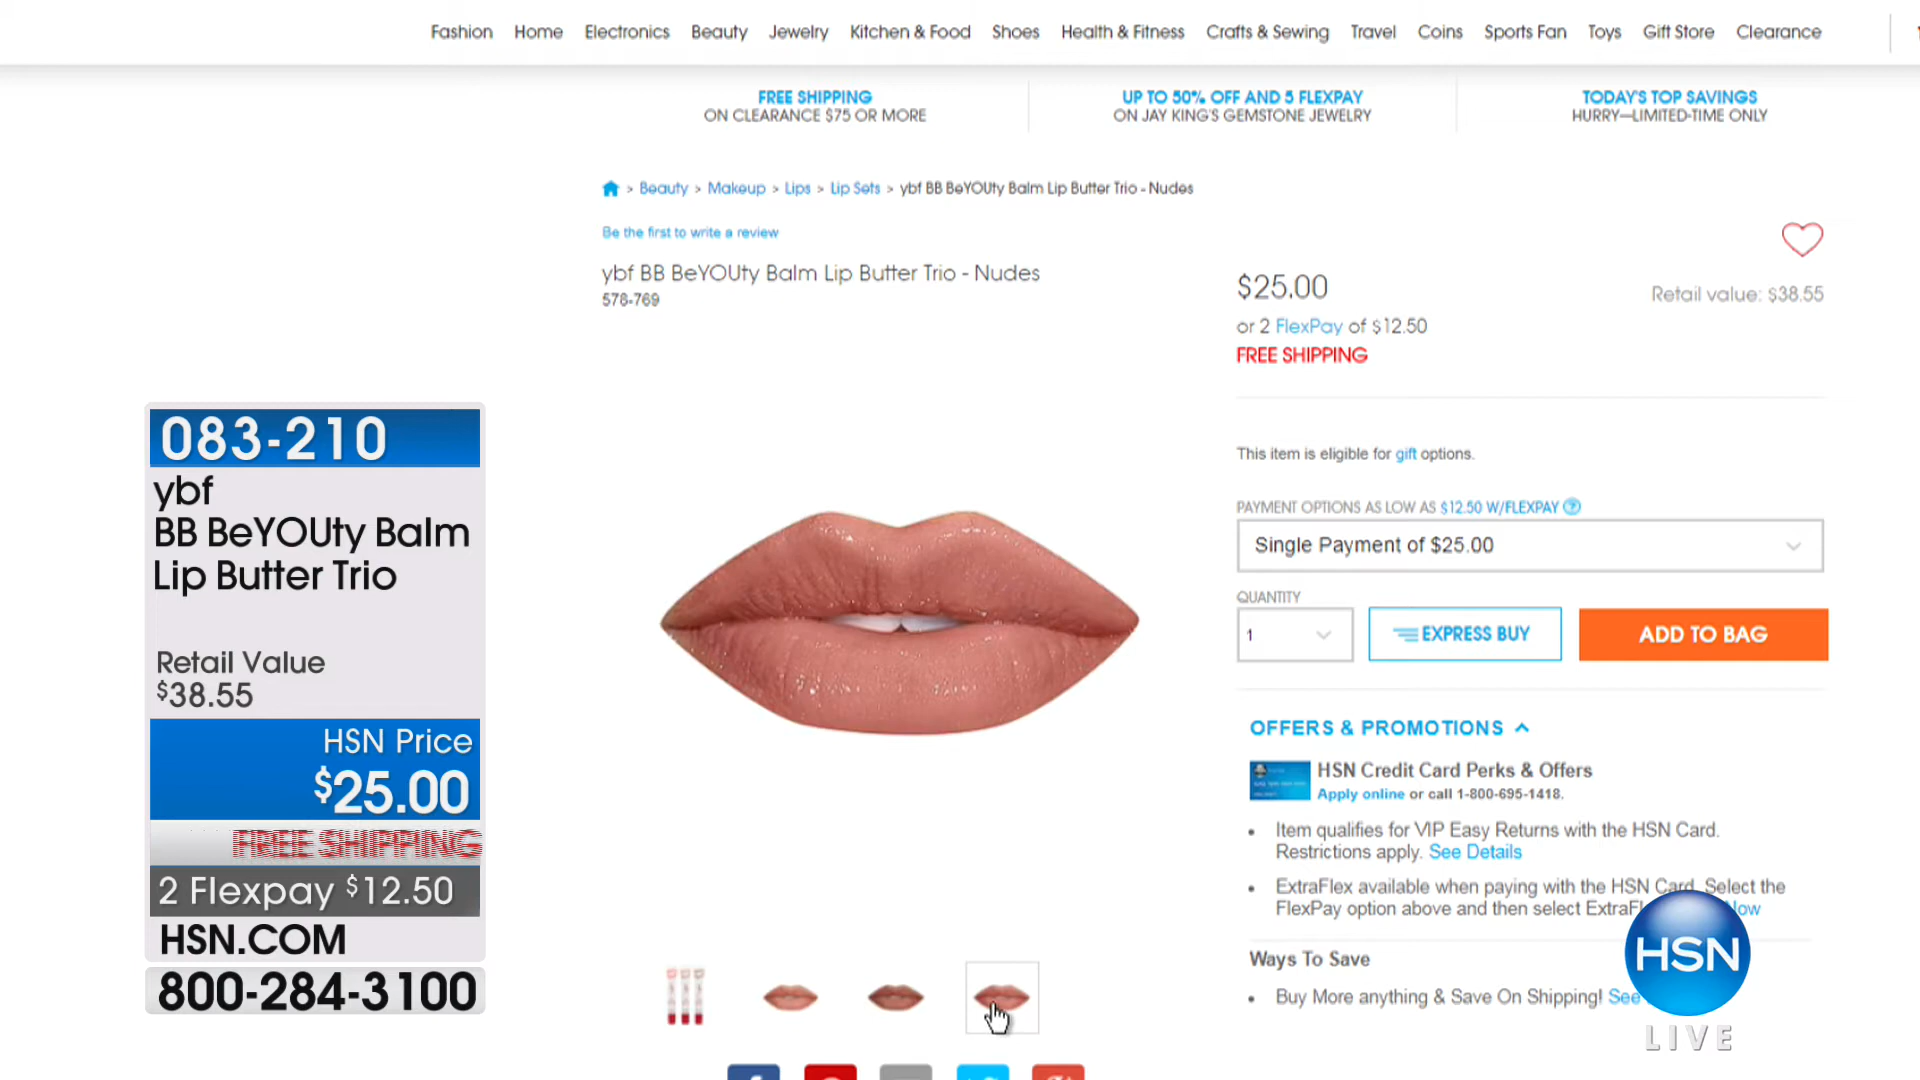 Fashion Home Electronics Beauty Jewelry Kitchen & Food Shoes Health & Fitness Crafts & Sewing Travel Coins Sports Fan Toys Gift Store Clearance
FREE SHIPPING
ON CLEARANCE $75 OR MORE
UP TO 50% OFF AND 5 FLEXPAY
ON JAY KING'S GEMSTONE JEWELRY
TODAY'S TOP SAVINGS
HURRY—LIMITED-TIME ONLY
> Beauty > Makeup > Lips > Lip Sets > ybf BB BeYOUty Balm Lip Butter Trio - Nudes
Be the first to write a review
ybf BB BeYOUty Balm Lip Butter Trio - Nudes
578-769
$25.00
Retail value: $38.55
or 2 FlexPay of $12.50
FREE SHIPPING
This item is eligible for gift options.
PAYMENT OPTIONS AS LOW AS $12.50 W/FLEXPAY ?
Single Payment of $25.00
QUANTITY
1
EXPRESS BUY
ADD TO BAG
OFFERS & PROMOTIONS
HSN Credit Card Perks & Offers
Apply online or call 1-800-695-1418.
• Item qualifies for VIP Easy Returns with the HSN Card.
Restrictions apply. See Details
• ExtraFlex available when paying with the HSN Card. Select the
FlexPay option above and then select
Ways To Save
• Buy More anything & Save On Shipping! See
083-210
ybf
BB BeYOUty Balm
Lip Butter Trio
Retail Value
$38.55
HSN Price
$25.00
FREE SHIPPING
2 Flexpay $12.50
HSN.COM
800-284-3100
HSN
LIVE